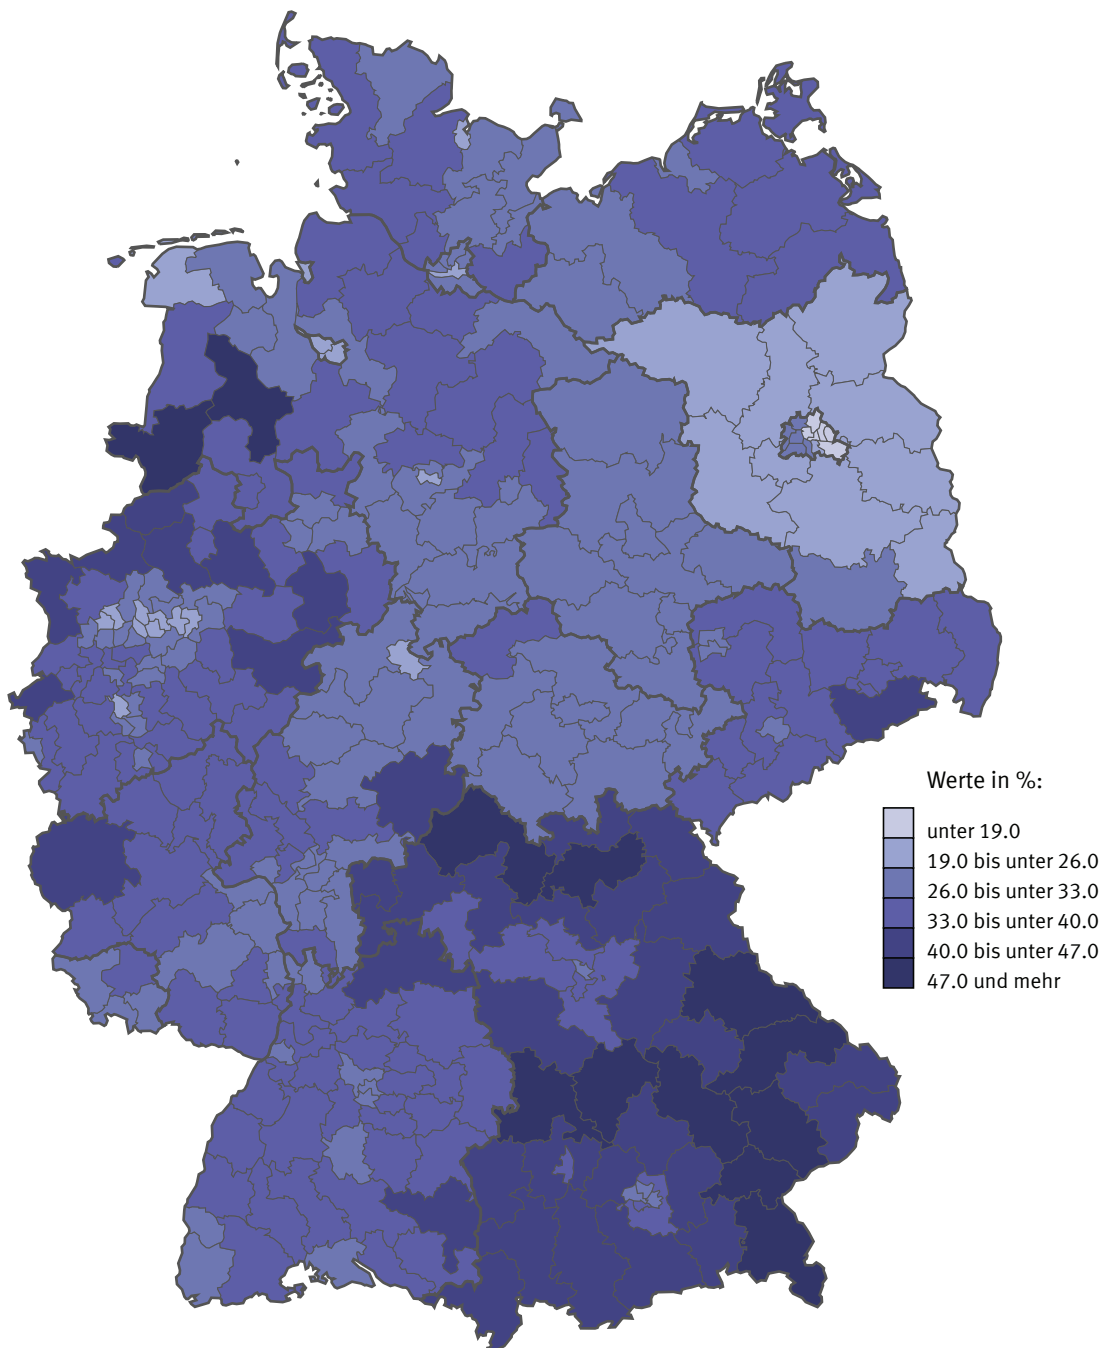 Werte in %:
unter 19.0
19.0 bis unter 26.0
26.0 bis unter 33.0
33.0 bis unter 40.0
40.0 bis unter 47.0
47.0 und mehr